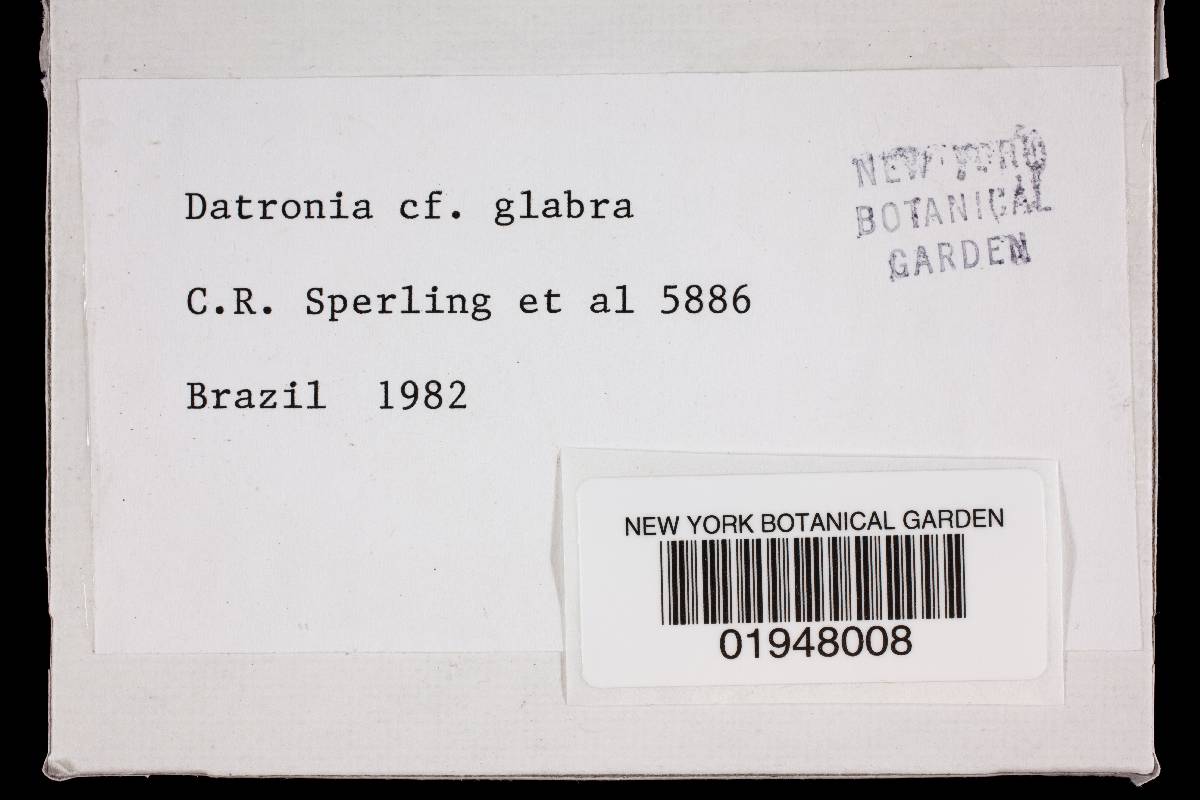 Datronia cf. glabra
C.R. Sperling et al 5886
Brazil 1982
NEW YORK
BOTANICAL
GARDEN
NEW YORK BOTANICAL GARDEN
01948008